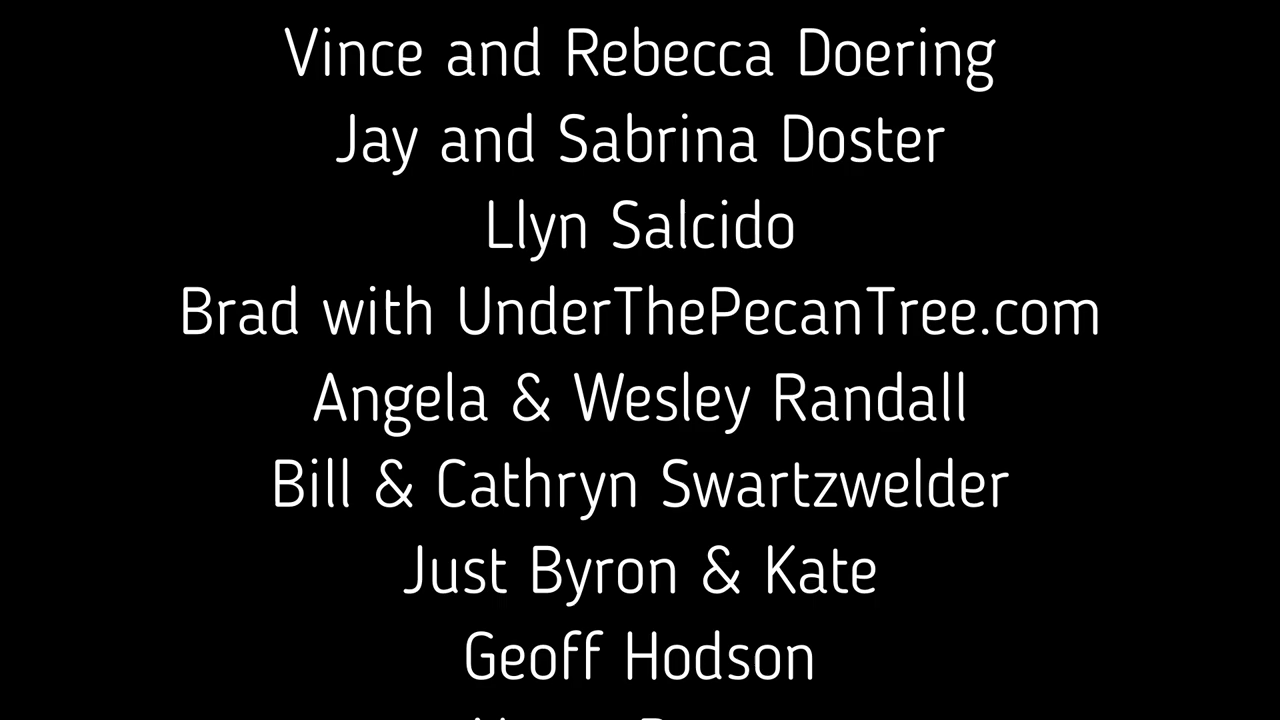 Vince and Rebecca Doering
Jay and Sabrina Doster
Llyn Salcido
Brad with UnderThePecanTree.com
Angela & Wesley Randall
Bill & Cathryn Swartzwelder
Just Byron & Kate
Geoff Hodson